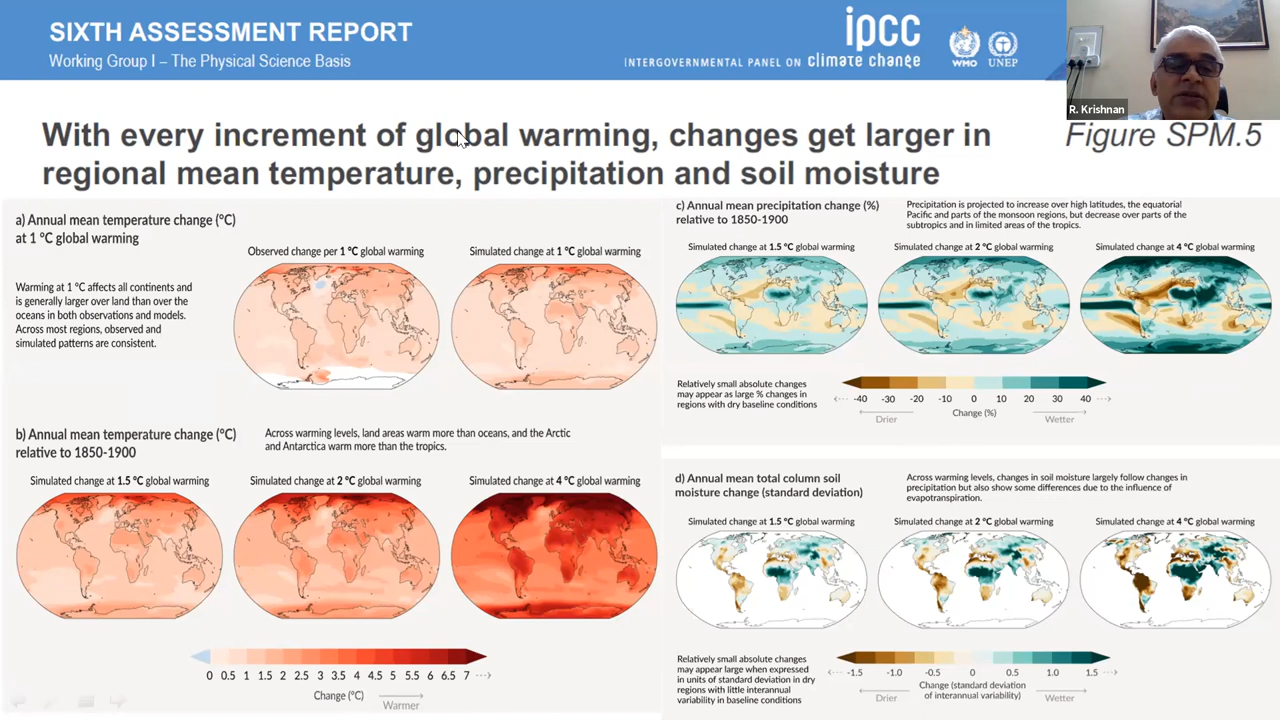 SIXTH ASSESSMENT REPORT
Working Group I – The Physical Science Basis
ipcc
INTERGOVERNMENTAL PANEL ON climate change
WMO
UNEP
R. Krishnan
With every increment of global warming, changes get larger in
regional mean temperature, precipitation and soil moisture
Figure SPM.5
a) Annual mean temperature change (°C)
at 1 °C global warming
Warming at 1 °C affects all continents and
is generally larger over land than over the
oceans in both observations and models.
Across most regions, observed and
simulated patterns are consistent.
Observed change per 1 °C global warming
Simulated change at 1 °C global warming
b) Annual mean temperature change (°C)
relative to 1850-1900
Across warming levels, land areas warm more than oceans, and the Arctic
and Antarctica warm more than the tropics.
Simulated change at 1.5 °C global warming
Simulated change at 2 °C global warming
Simulated change at 4 °C global warming
0 0.5 1 1.5 2 2.5 3 3.5 4 4.5 5 5.5 6 6.5 7
Change (°C)
Warmer
c) Annual mean precipitation change (%)
relative to 1850-1900
Precipitation is projected to increase over high latitudes, the equatorial
Pacific and parts of the monsoon regions, but decrease over parts of the
subtropics and in limited areas of the tropics.
Simulated change at 1.5 °C global warming
Simulated change at 2 °C global warming
Simulated change at 4 °C global warming
Relatively small absolute changes
may appear as large % changes in
regions with dry baseline conditions
-40 -30 -20 -10 0 10 20 30 40
Drier
Change (%)
Wetter
d) Annual mean total column soil
moisture change (standard deviation)
Across warming levels, changes in soil moisture largely follow changes in
precipitation but also show some differences due to the influence of
evapotranspiration.
Simulated change at 1.5 °C global warming
Simulated change at 2 °C global warming
Simulated change at 4 °C global warming
Relatively small absolute changes
may appear large when expressed
in units of standard deviation in dry
regions with little interannual
variability in baseline conditions
-1.5 -1.0 -0.5 0 0.5 1.0 1.5
Drier
Change (standard deviation
of interannual variability)
Wetter